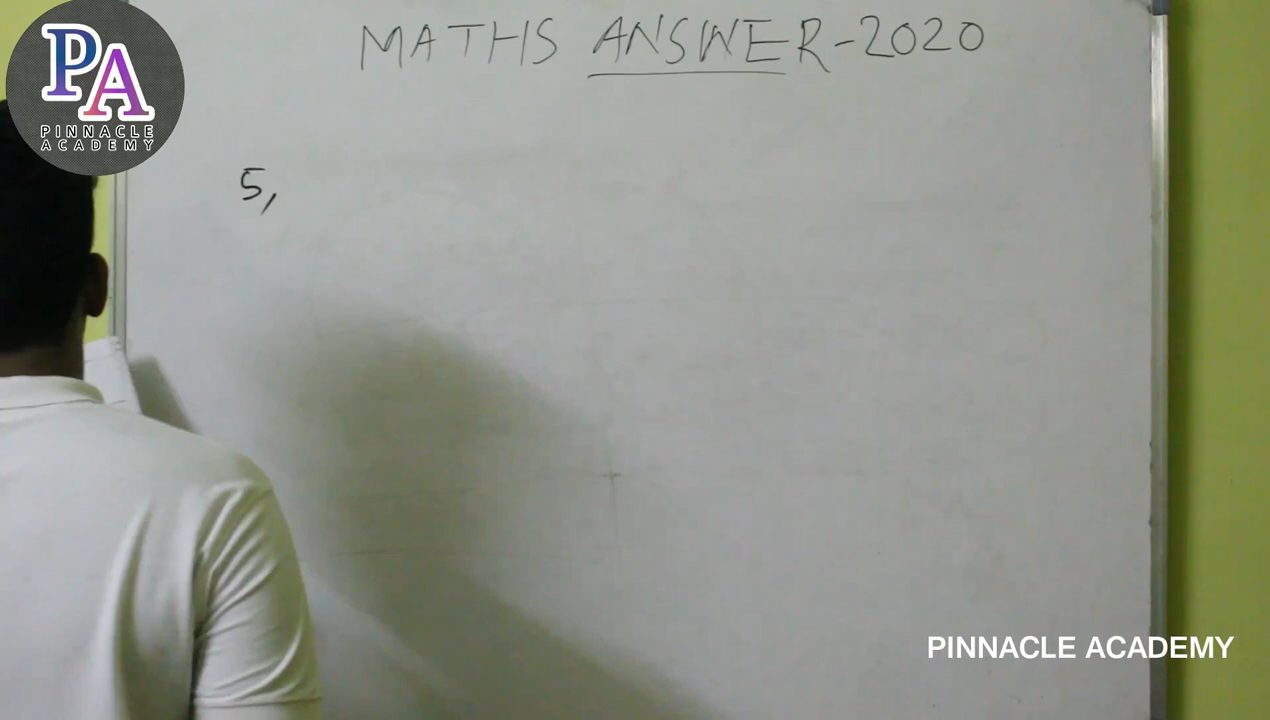 MATHS ANSWER-2020
PA
PINNACLE
ACADEMY
5,
PINNACLE ACADEMY